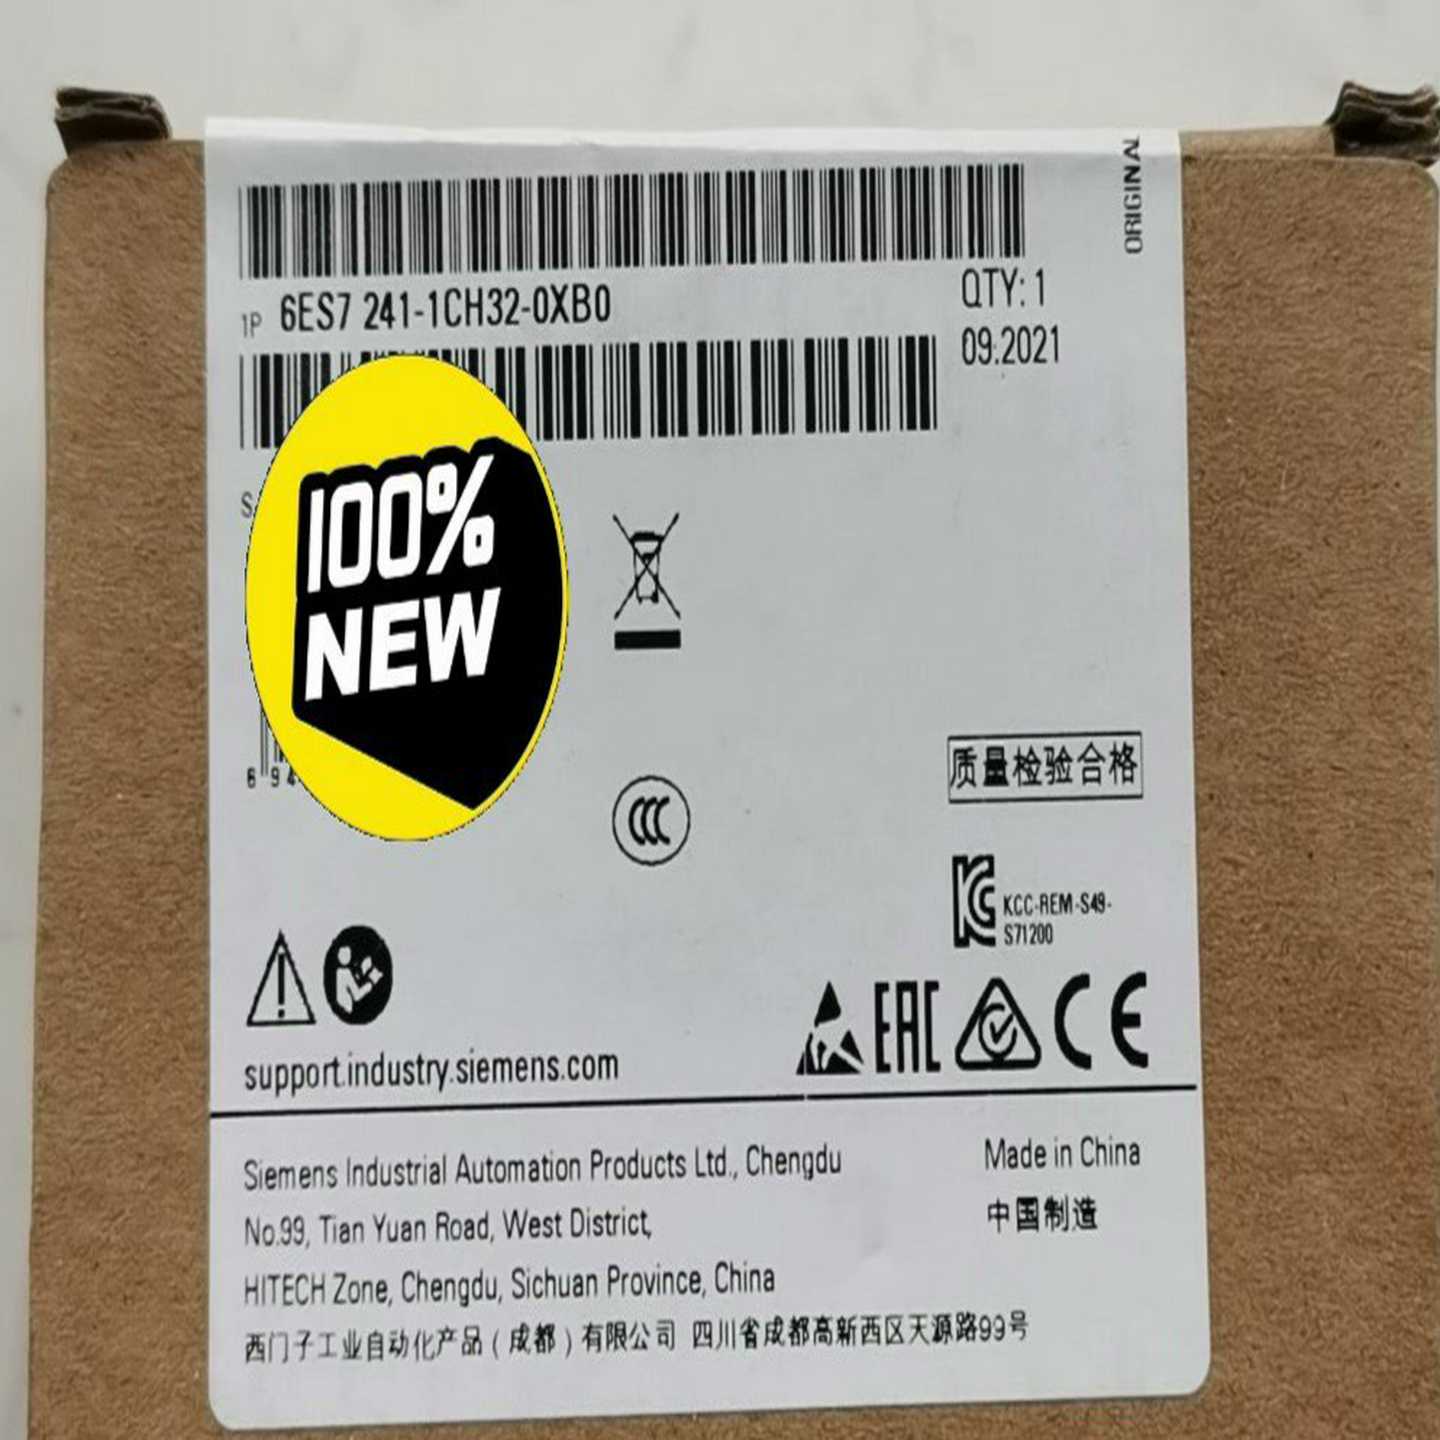 ORIGINAL
1P 6ES7 241-1CH32-0XB0
QTY: 1
09.2021
S
100%
NEW
6 94
质量检验合格
KCC-REM-S49-
S71200
EAC
CE
support.industry.siemens.com
Siemens Industrial Automation Products Ltd., Chengdu
Made in China
No.99, Tian Yuan Road, West District,
中国制造
HITECH Zone, Chengdu, Sichuan Province, China
西门子工业自动化产品(成都)有限公司 四川省成都高新西区天源路99号